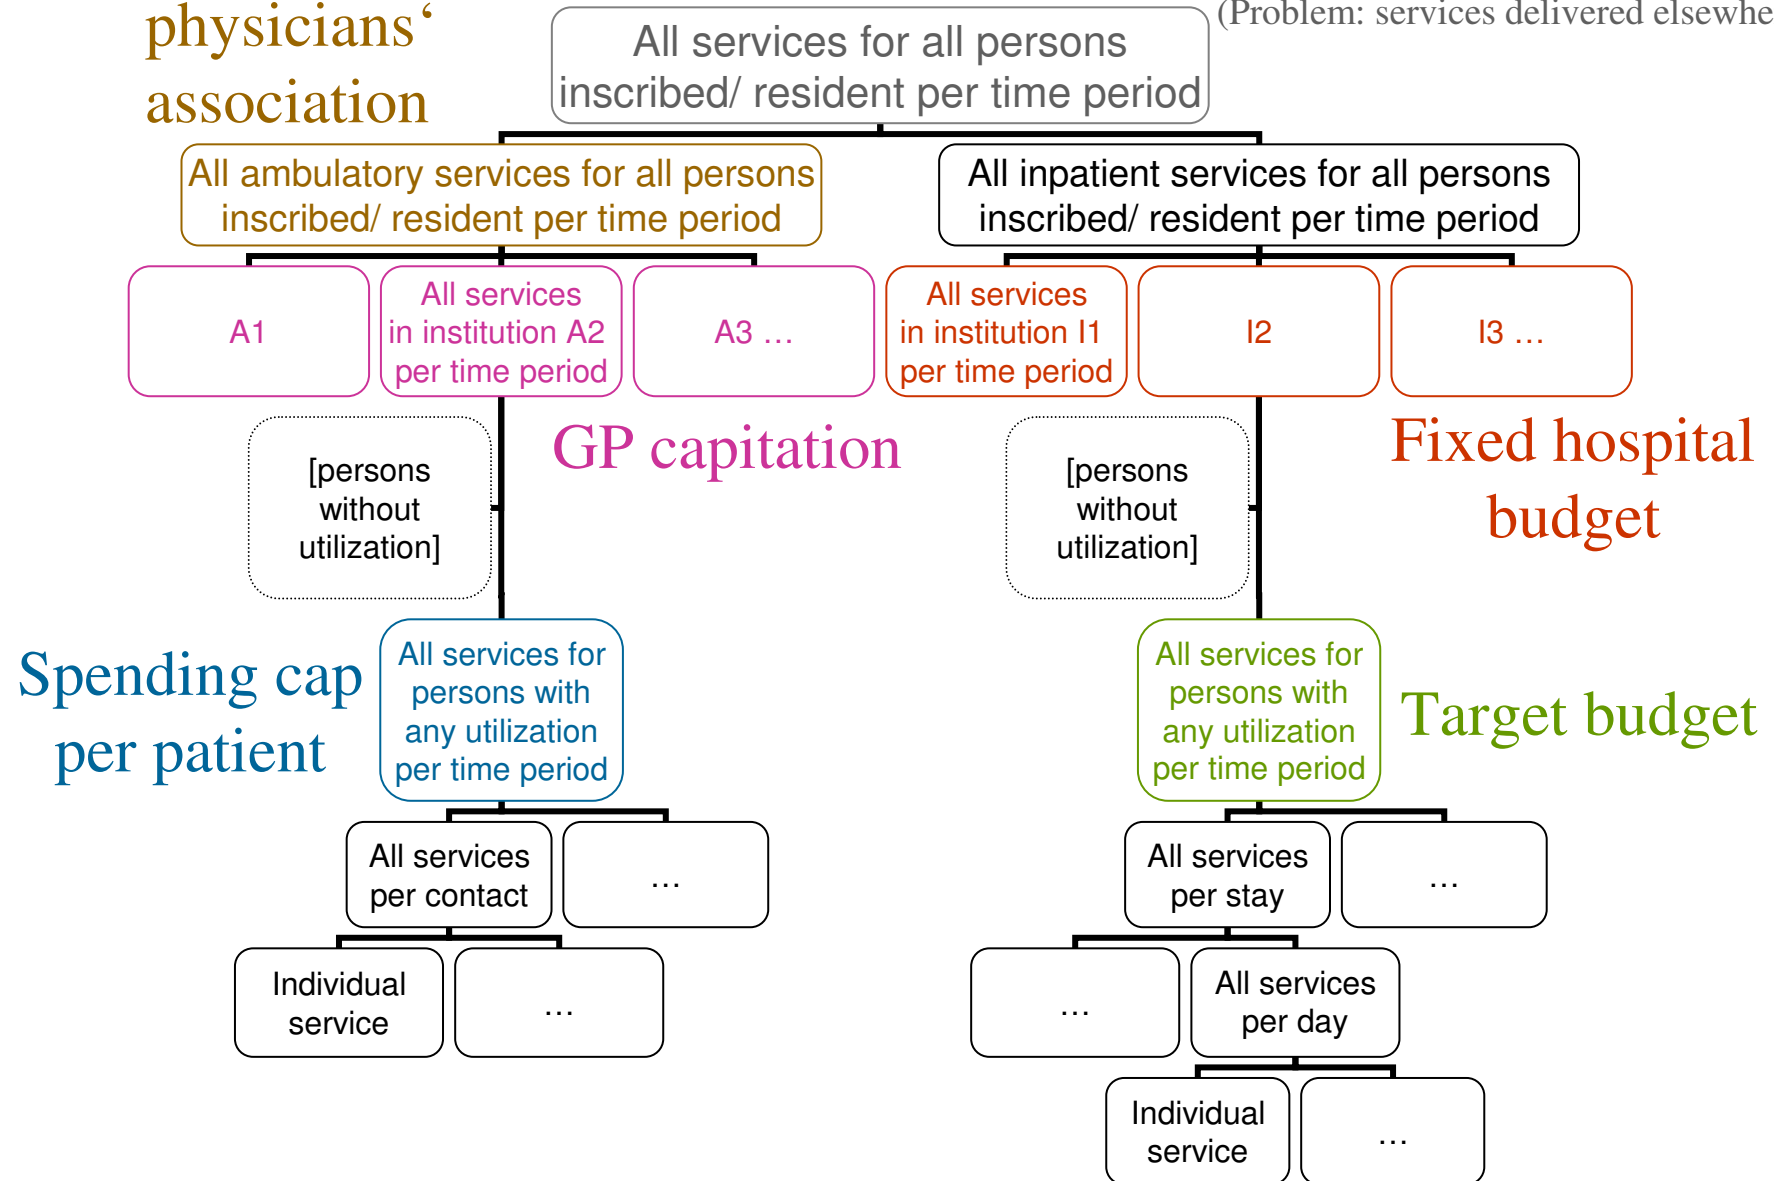 physicians‘
association
(Problem: services delivered
All services for all persons
inscribed/ resident per time period
All ambulatory services for all persons
inscribed/ resident per time period
All inpatient services for all persons
inscribed/ resident per time period
A1
All services
in institution A2
per time period
A3 …
All services
in institution I1
per time period
I2
I3 …
[persons
without
utilization]
GP capitation
[persons
without
utilization]
Fixed hospital
budget
Spending cap
per patient
All services for
persons with
any utilization
per time period
All services for
persons with
any utilization
per time period
Target budget
All services
per contact
…
All services
per stay
…
Individual
service
…
…
All services
per day
Individual
service
…